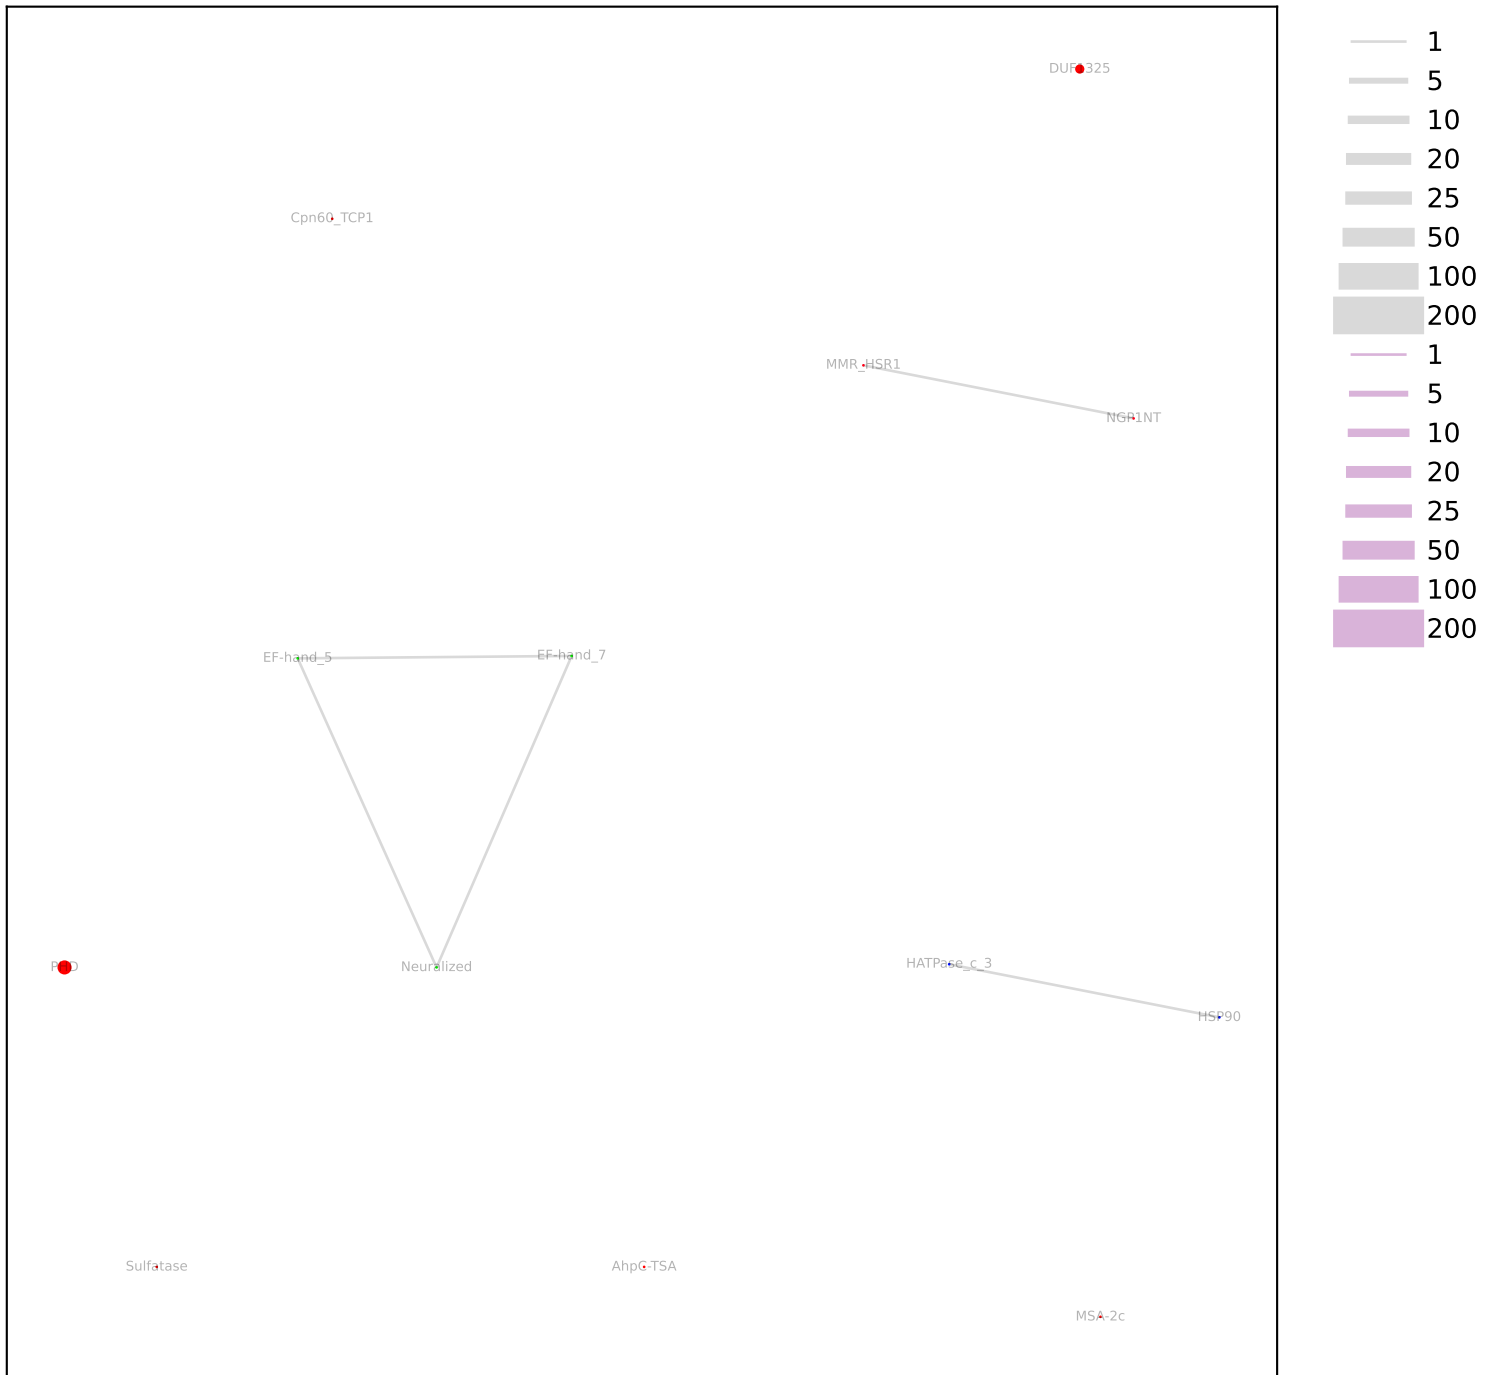 DUF1325
Cpn60_TCP1
MMR_HSR1
NGP1NT
EF-hand_5
EF-hand_7
PHD
Neuralized
HATPase_c_3
HSP90
Sulfatase
AhpC-TSA
MSA-2c
1
5
10
20
25
50
100
200
1
5
10
20
25
50
100
200